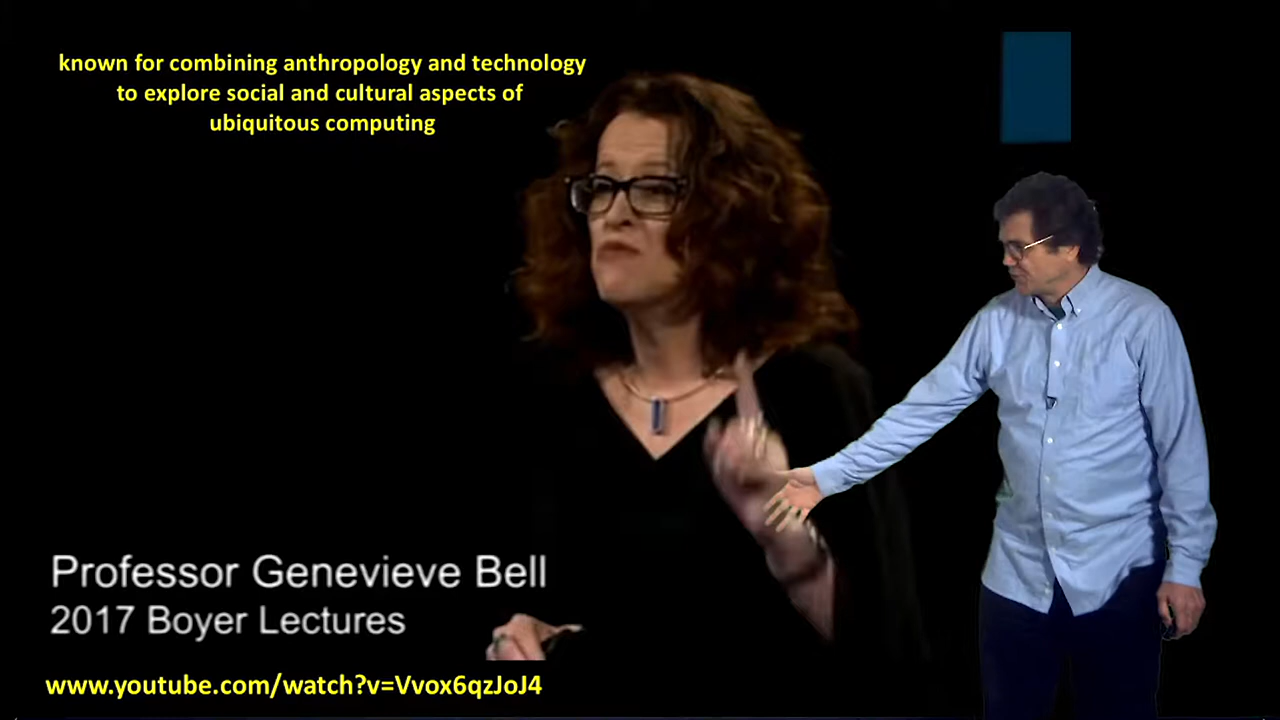 known for combining anthropology and technology
to explore social and cultural aspects of
ubiquitous computing
Professor Genevieve Bell
2017 Boyer Lectures
www.youtube.com/watch?v=Vvox6qzJoJ4